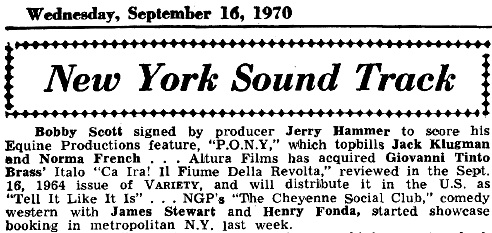 Wednesday, September 16, 1970
New York Sound Track
Bobby Scott signed by producer Jerry Hammer to score his
Equine Productions feature, "P.O.N.Y," which topbills Jack Klugman
and Norma French . . . Altura Films has acquired Giovanni Tinto
Brass' Italo "Ca Ira! Il Fiume Della Revolta," reviewed in the Sept.
16, 1964 issue of VARIETY, and will distribute it in the U.S. as
"Tell It Like It Is" . . . NGP's "The Cheyenne Social Club," comedy
western with James Stewart and Henry Fonda, started showcase
booking in metropolitan N.Y. last week.